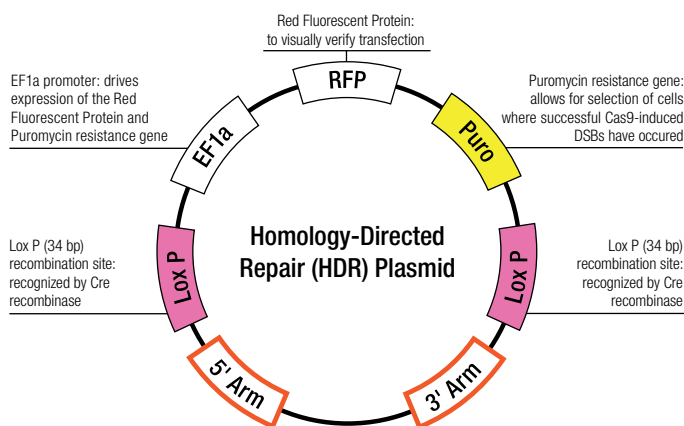 Red Fluorescent Protein:
to visually verify transfection
RFP
EF1a promoter: drives
expression of the Red
Fluorescent Protein and
Puromycin resistance gene
EF1a
Puromycin resistance gene:
allows for selection of cells
where successful Cas9-induced
DSBs have occured
Puro
Homology-Directed
Repair (HDR) Plasmid
Lox P (34 bp)
recombination site:
recognized by Cre
recombinase
Lox P
Lox P
Lox P (34 bp)
recombination site:
recognized by Cre
recombinase
5' Arm
3' Arm